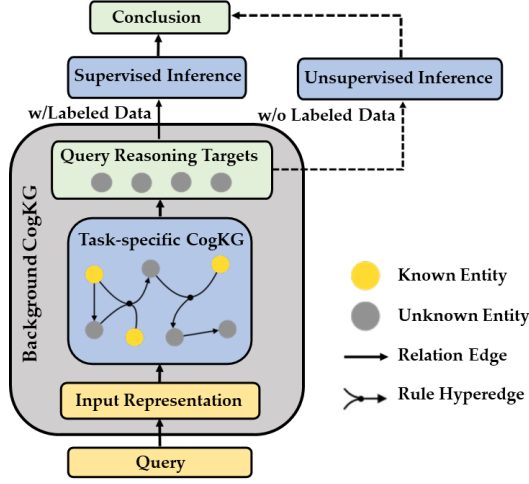 Conclusion
Supervised Inference
Unsupervised Inference
w/Labeled Data
w/o Labeled Data
Background CogKG
Query Reasoning Targets
Task-specific CogKG
Known Entity
Unknown Entity
Relation Edge
Rule Hyperedge
Input Representation
Query